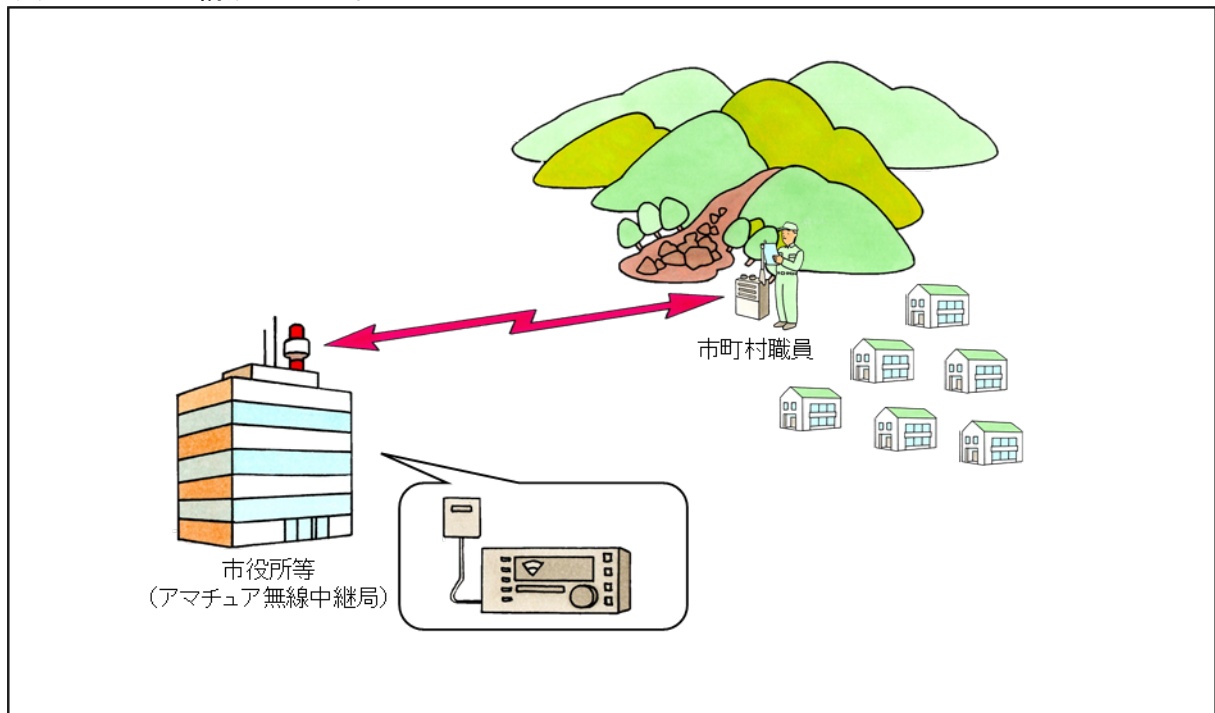 市町村職員
市役所等
（アマチュア無線中継局）